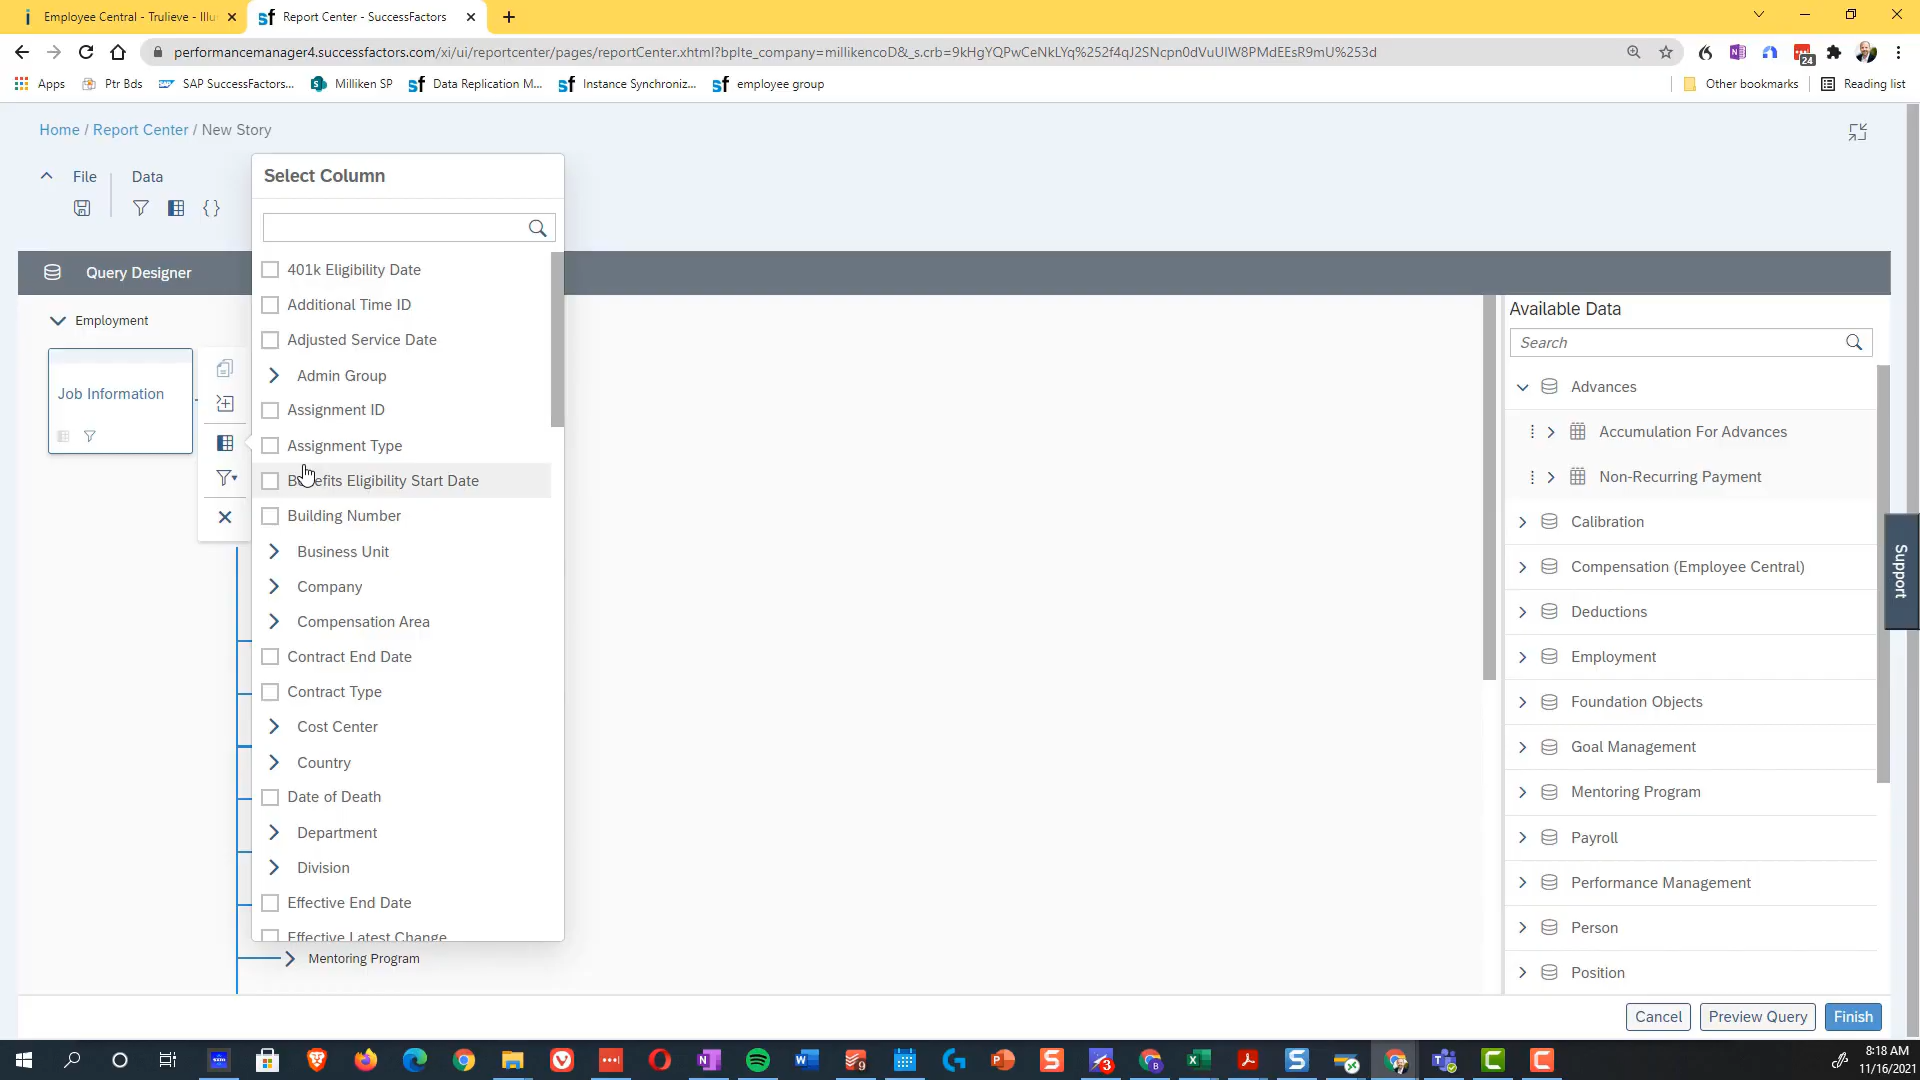 Employee Central - Trulieve - Illu
Report Center - SuccessFactors
performancemanager4.successfactors.com/xi/ui/reportcenter/pages/reportCenter.xhtml?bplte_company=millikencoD&_s.crb=9kHgYQPwCeNkLYq%252f4qJ2SNcpn0dVuUlW8PMdEEsR9mU%253d
24
Apps
Ptr Bds
SAP SuccessFactors...
Milliken SP
Data Replication M...
Instance Synchroniz...
employee group
Other bookmarks
Reading list
Home / Report Center / New Story
File
Data
Query Designer
Employment
Job Information
Select Column
401k Eligibility Date
Additional Time ID
Adjusted Service Date
Admin Group
Assignment ID
Assignment Type
Benefits Eligibility Start Date
Building Number
Business Unit
Company
Compensation Area
Contract End Date
Contract Type
Cost Center
Country
Date of Death
Department
Division
Effective End Date
Effective Latest Change
Mentoring Program
Available Data
Search
Advances
Accumulation For Advances
Non-Recurring Payment
Calibration
Compensation (Employee Central)
Deductions
Employment
Foundation Objects
Goal Management
Mentoring Program
Payroll
Performance Management
Person
Position
Support
Cancel
Preview Query
Finish
8:18 AM
11/16/2021